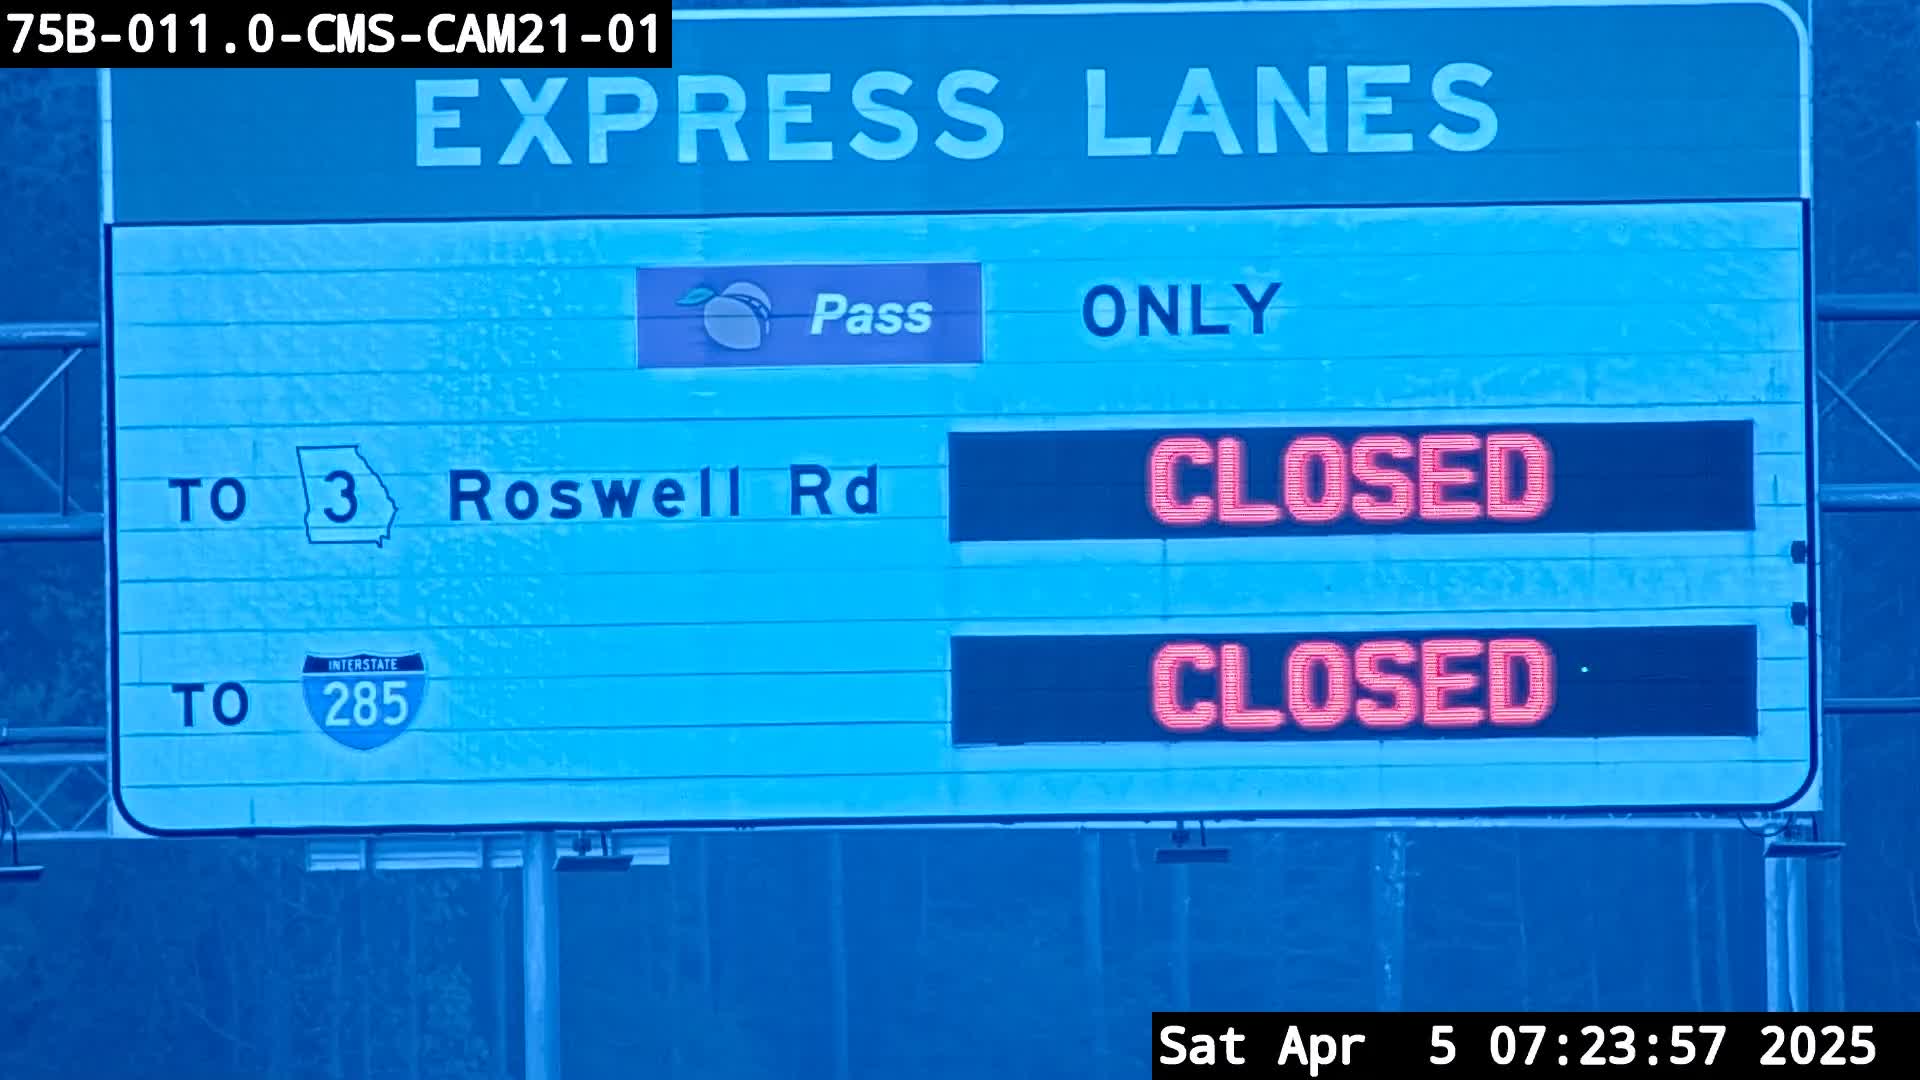 75B-011.0-CMS-CAM21-01
EXPRESS LANES
Pass ONLY
TO 3 Roswell Rd CLOSED
TO INTERSTATE 285 CLOSED
Sat Apr 5 07:23:57 2025